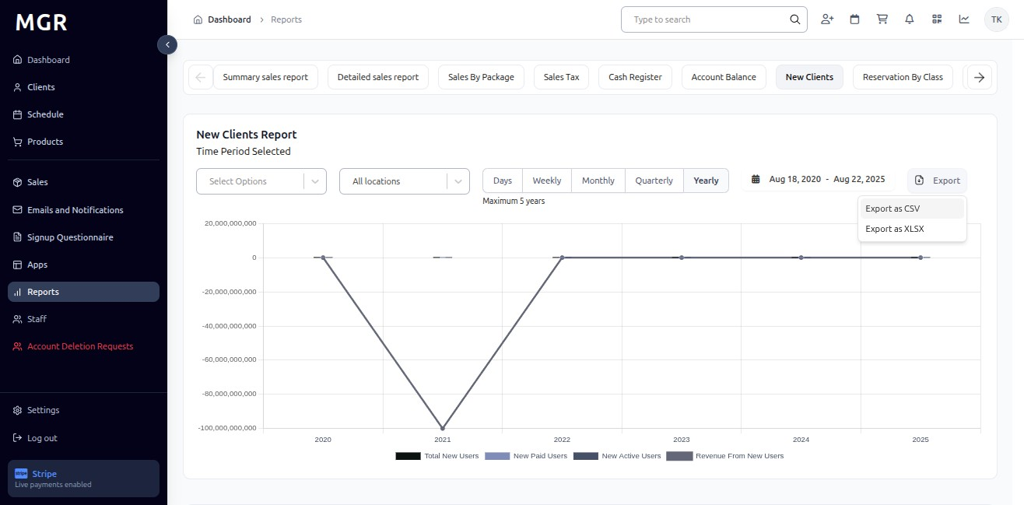 MGR
Dashboard
Clients
Schedule
Products
Sales
Emails and Notifications
Signup Questionnaire
Apps
Reports
Staff
Account Deletion Requests
Settings
Log out
Stripe
Live payments enabled
Dashboard > Reports
Type to search
TK
Summary sales report
Detailed sales report
Sales By Package
Sales Tax
Cash Register
Account Balance
New Clients
Reservation By Class
New Clients Report
Time Period Selected
Select Options
All locations
Days
Weekly
Monthly
Quarterly
Yearly
Maximum 5 years
Aug 18, 2020 - Aug 22, 2025
Export
Export as CSV
Export as XLSX
20,000,000,000
0
-20,000,000,000
-40,000,000,000
-60,000,000,000
-80,000,000,000
-100,000,000,000
2020 2021 2022 2023 2024 2025
Total New Users New Paid Users New Active Users Revenue From New Users